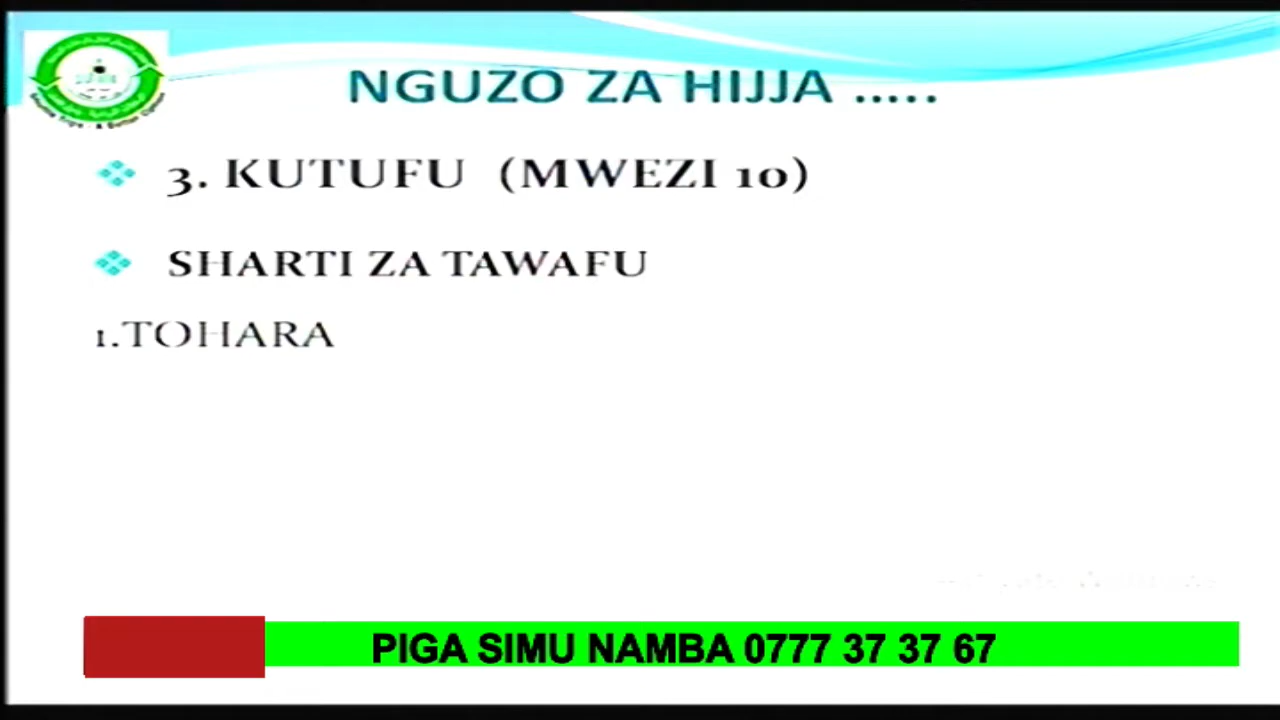 NGUZO ZA HIJJA .....
3. KUTUFU (MWEZI 10)
SHARTI ZA TAWAFU
1.TOHARA
PIGA SIMU NAMBA 0777 37 37 67